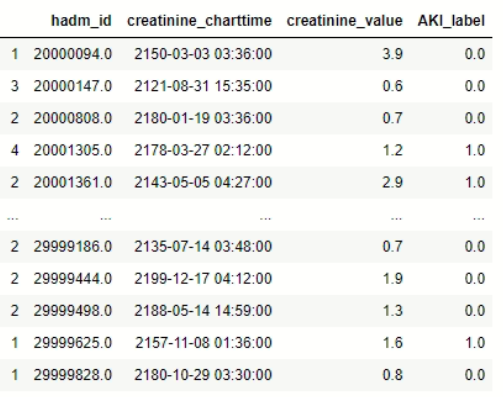 hadm_id creatinine_charttime creatinine_value AKI_label
1 20000094.0 2150-03-03 03:36:00 3.9 0.0
3 20000147.0 2121-08-31 15:35:00 0.6 0.0
2 20000808.0 2180-01-19 03:36:00 0.7 0.0
4 20001305.0 2178-03-27 02:12:00 1.2 1.0
2 20001361.0 2143-05-05 04:27:00 2.9 1.0
... ... ... ... ...
2 29999186.0 2135-07-14 03:48:00 0.7 0.0
2 29999444.0 2199-12-17 04:12:00 1.9 0.0
2 29999498.0 2188-05-14 14:59:00 1.3 0.0
1 29999625.0 2157-11-08 01:36:00 1.6 1.0
1 29999828.0 2180-10-29 03:30:00 0.8 0.0